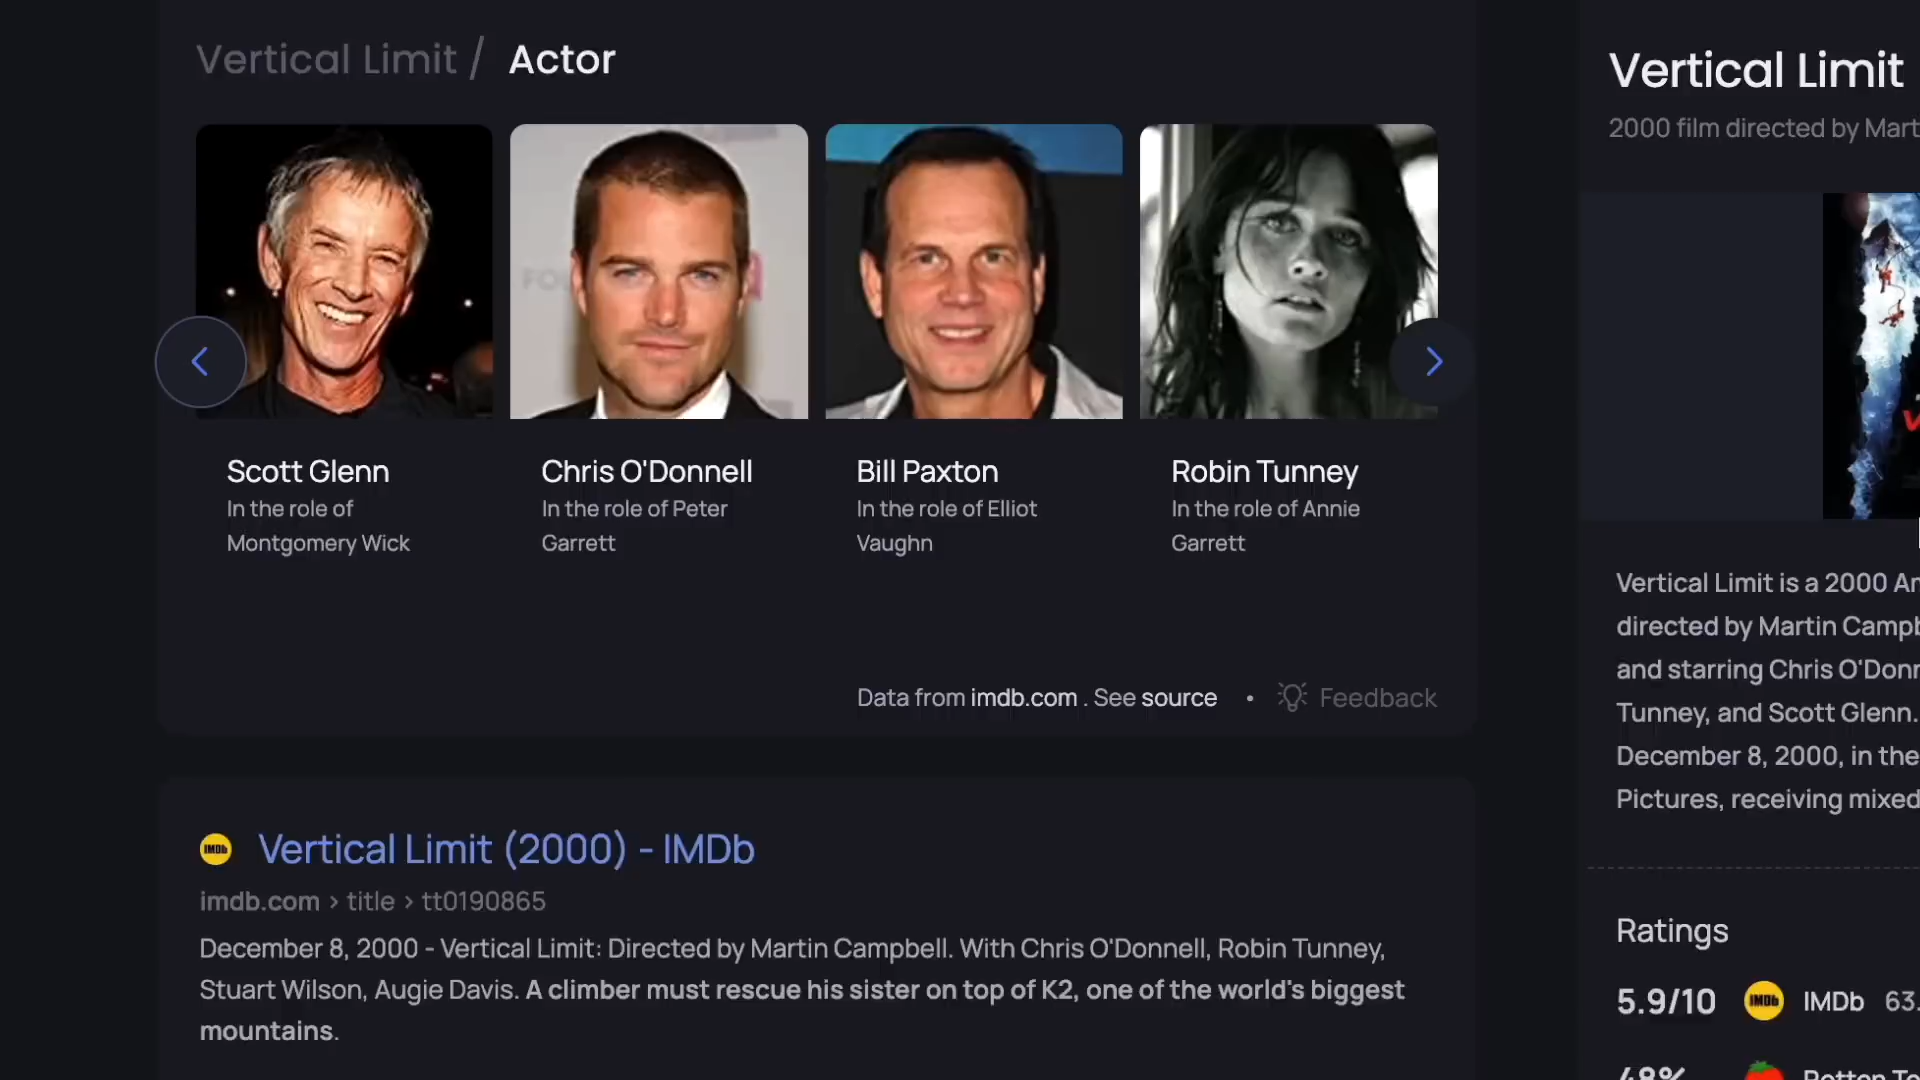 Vertical Limit / Actor
Scott Glenn
In the role of
Montgomery Wick
Chris O'Donnell
In the role of Peter
Garrett
Bill Paxton
In the role of Elliot
Vaughn
Robin Tunney
In the role of Annie
Garrett
Data from imdb.com . See source • Feedback
IMDb Vertical Limit (2000) - IMDb
imdb.com › title › tt0190865
December 8, 2000 - Vertical Limit: Directed by Martin Campbell. With Chris O'Donnell, Robin Tunney,
Stuart Wilson, Augie Davis. A climber must rescue his sister on top of K2, one of the world's biggest
mountains.
Vertical Limit
2000 film directed by Mart
Vertical Limit is a 2000 Am
directed by Martin Campb
and starring Chris O'Donn
Tunney, and Scott Glenn.
December 8, 2000, in the
Pictures, receiving mixed
Ratings
5.9/10 IMDb IMDb 63.
48%